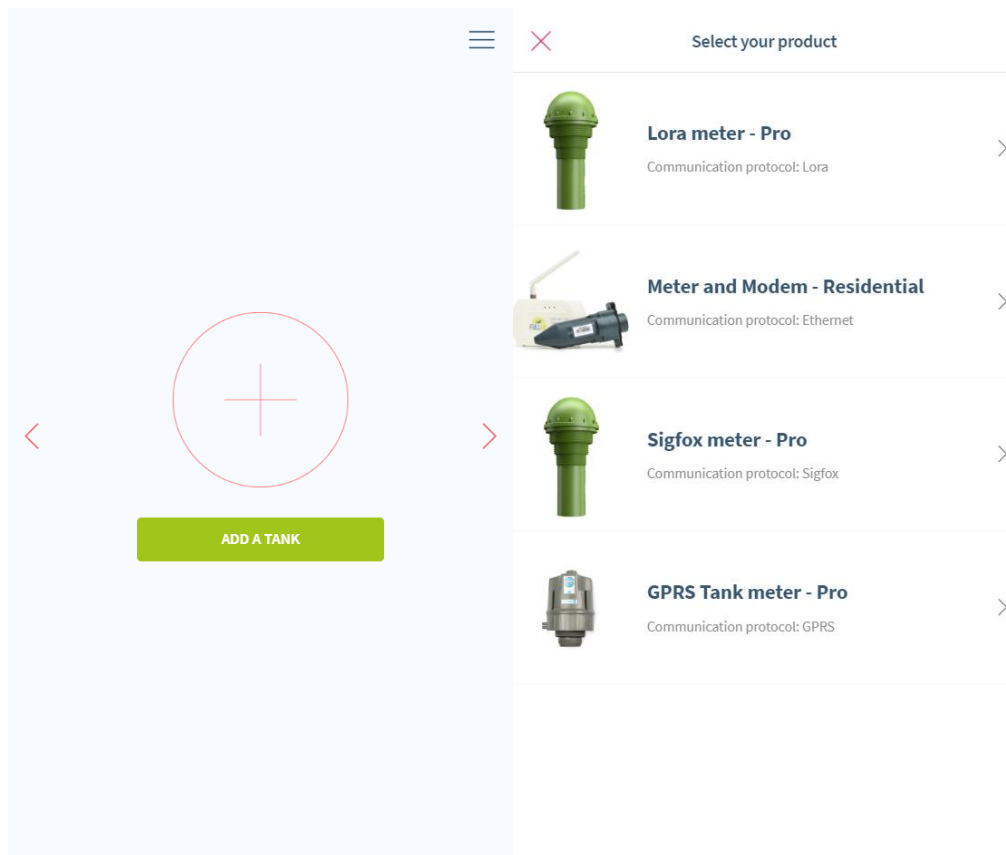 ADD A TANK
Select your product
Lora meter - Pro
Communication protocol: Lora
Meter and Modem - Residential
Communication protocol: Ethernet
Sigfox meter - Pro
Communication protocol: Sigfox
GPRS Tank meter - Pro
Communication protocol: GPRS